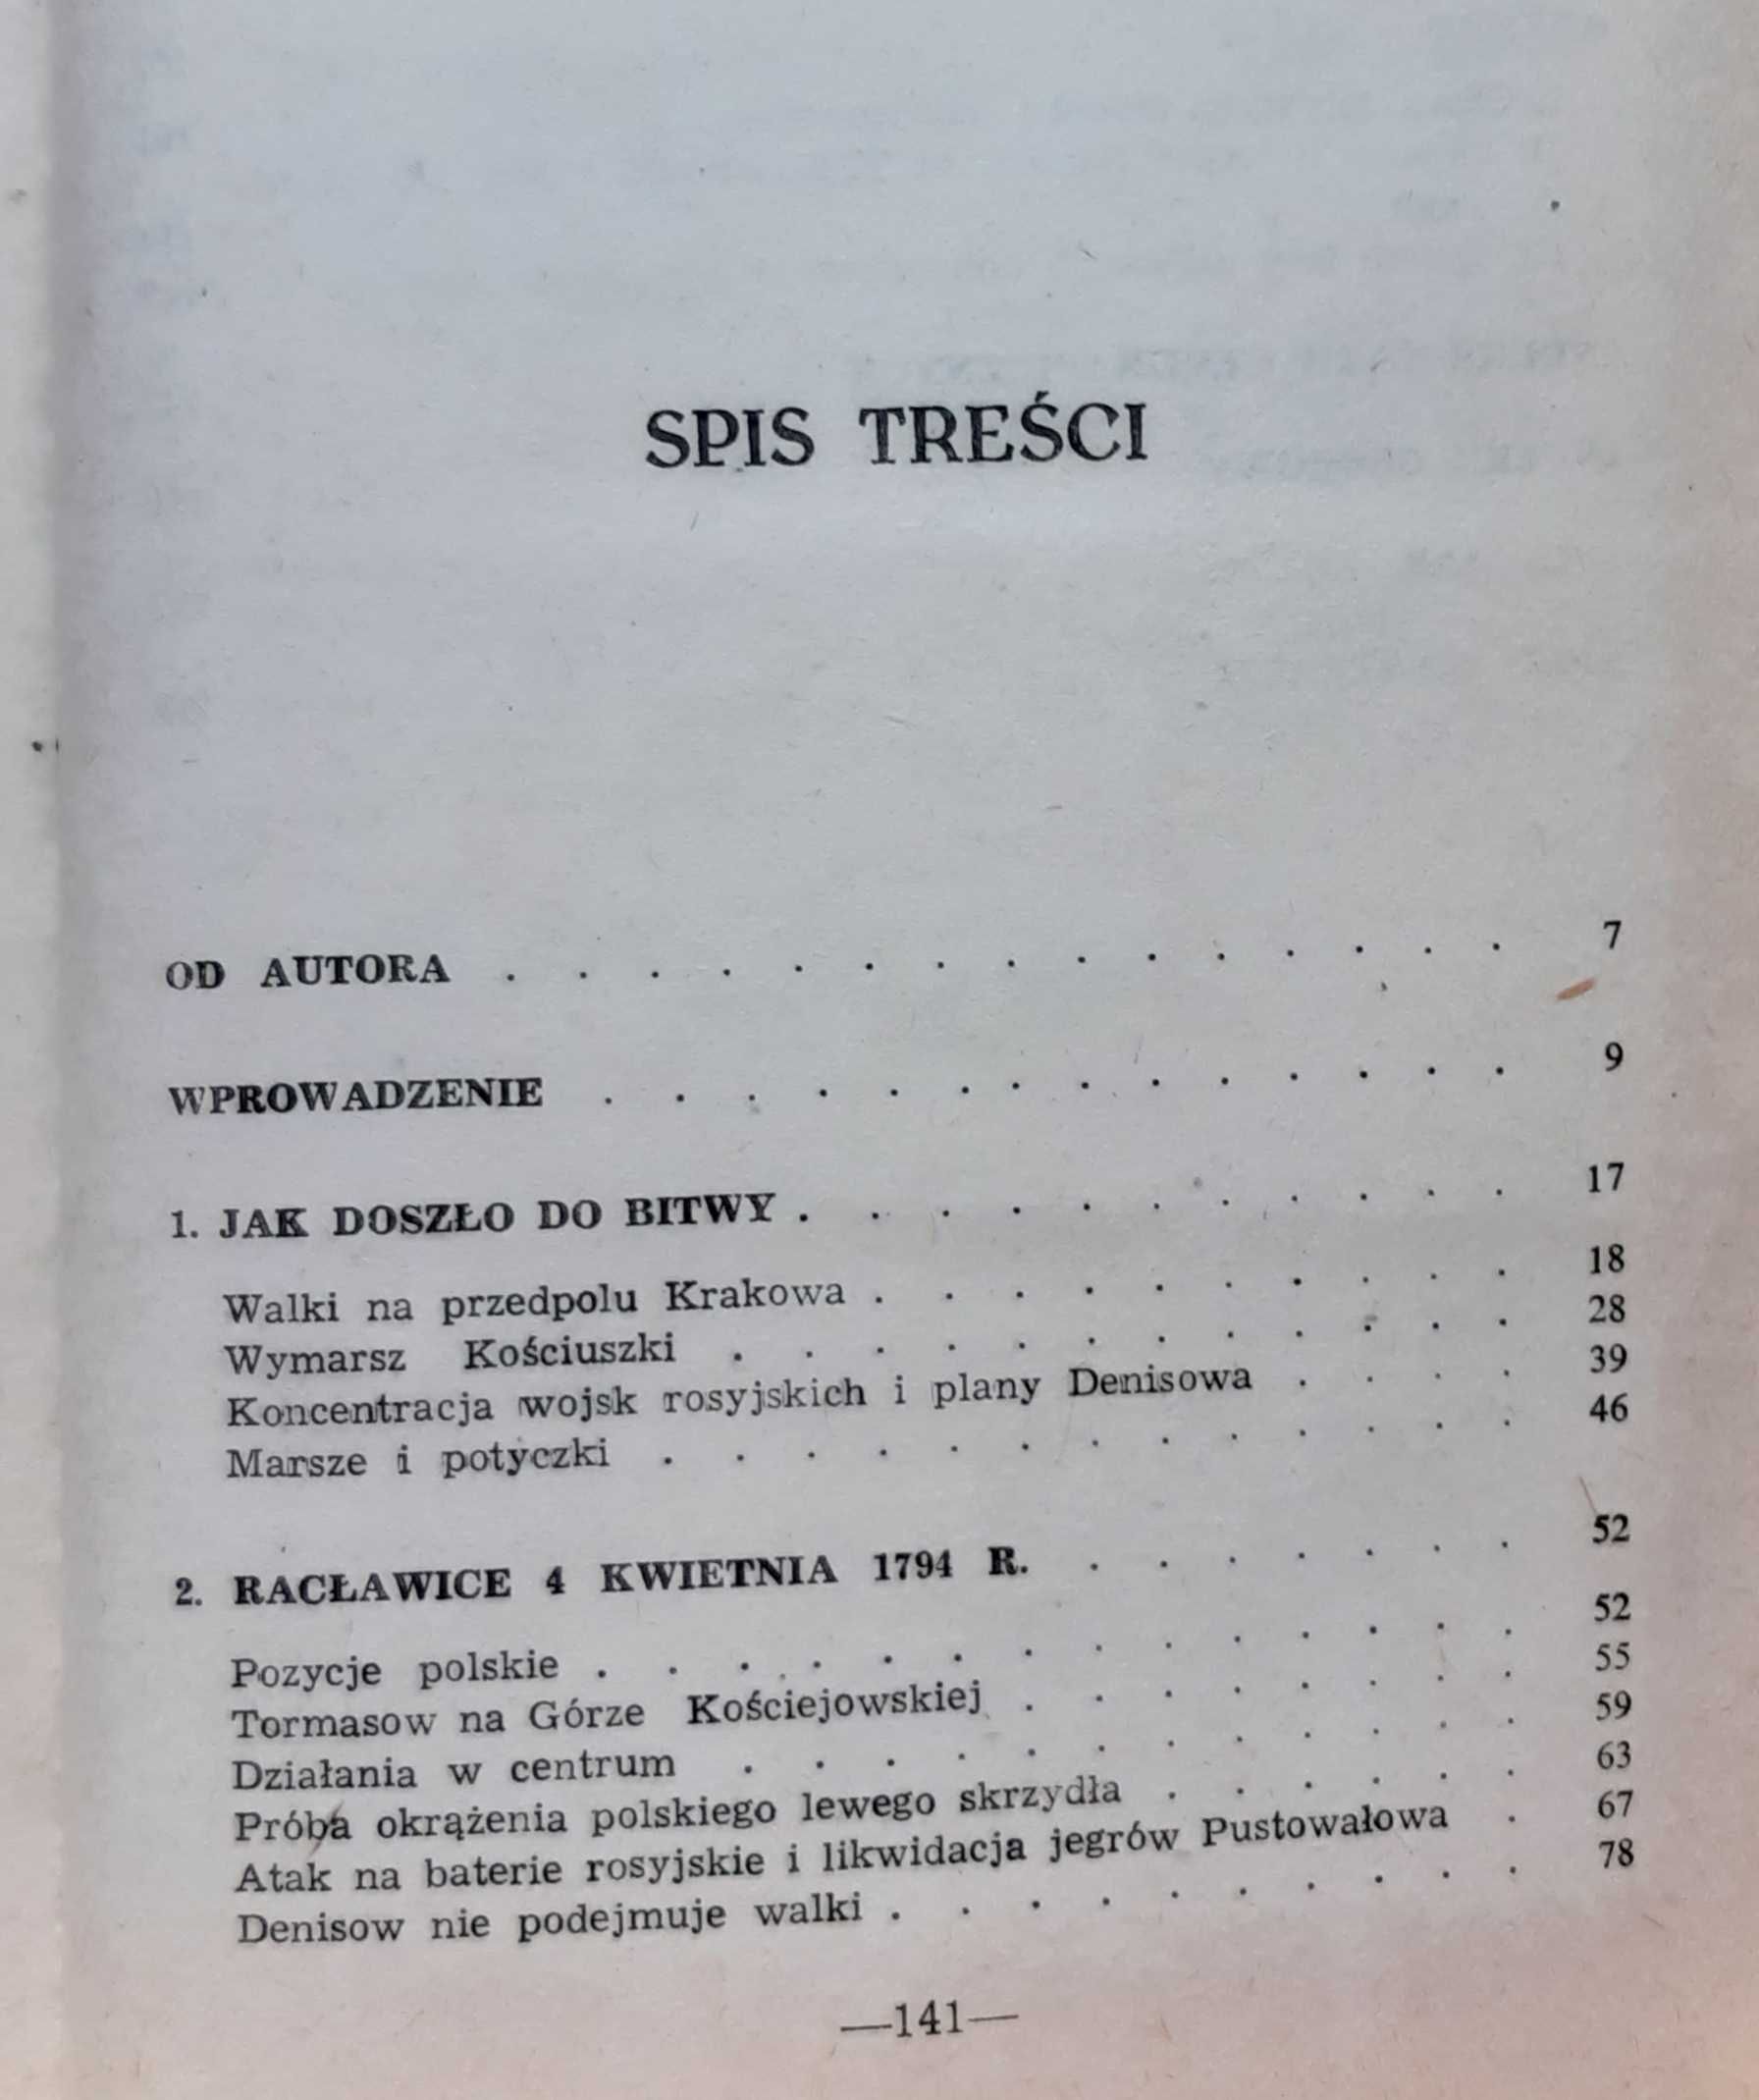 SPIS TREŚCI
OD AUTORA . . . . . . . . . . . . . . . 7
WPROWADZENIE . . . . . . . . . . . . . . 9
1. JAK DOSZŁO DO BITWY . . . . . . . . . . . 17
Walki na przedpolu Krakowa . . . . . . . . . . 18
Wymarsz Kościuszki . . . . . . . . . . . . 28
Koncentracja wojsk rosyjskich i plany Denisowa . . . . 39
Marsze i potyczki . . . . . . . . . . . . . 46
2. RACŁAWICE 4 KWIETNIA 1794 R. . . . . . . . 52
Pozycje polskie . . . . . . . . . . . . . . 52
Tormasow na Górze Kościejowskiej . . . . . . . . 55
Działania w centrum . . . . . . . . . . . . 59
Próba okrążenia polskiego lewego skrzydła . . . . . . 63
Atak na baterie rosyjskie i likwidacja jegrów Pustowałowa . 67
Denisow nie podejmuje walki . . . . . . . . . . 78
—141—